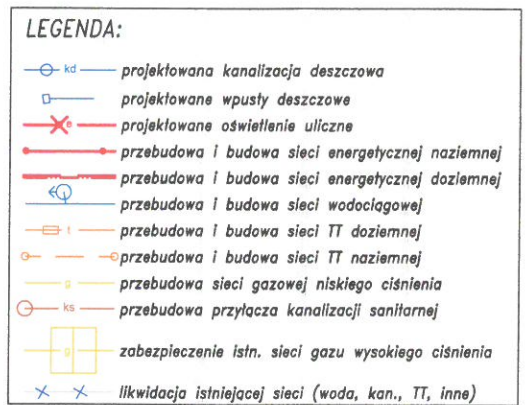 LEGENDA:
kd projektowana kanalizacja deszczowa
projektowane wpusty deszczowe
e projektowane oświetlenie uliczne
przebudowa i budowa sieci energetycznej naziemnej
przebudowa i budowa sieci energetycznej doziemnej
przebudowa i budowa sieci wodociągowej
t przebudowa i budowa sieci TT doziemnej
przebudowa i budowa sieci TT naziemnej
g przebudowa sieci gazowej niskiego ciśnienia
ks przebudowa przyłącza kanalizacji sanitarnej
g zabezpieczenie istn. sieci gazu wysokiego ciśnienia
likwidacja istniejącej sieci (woda, kan., TT, inne)